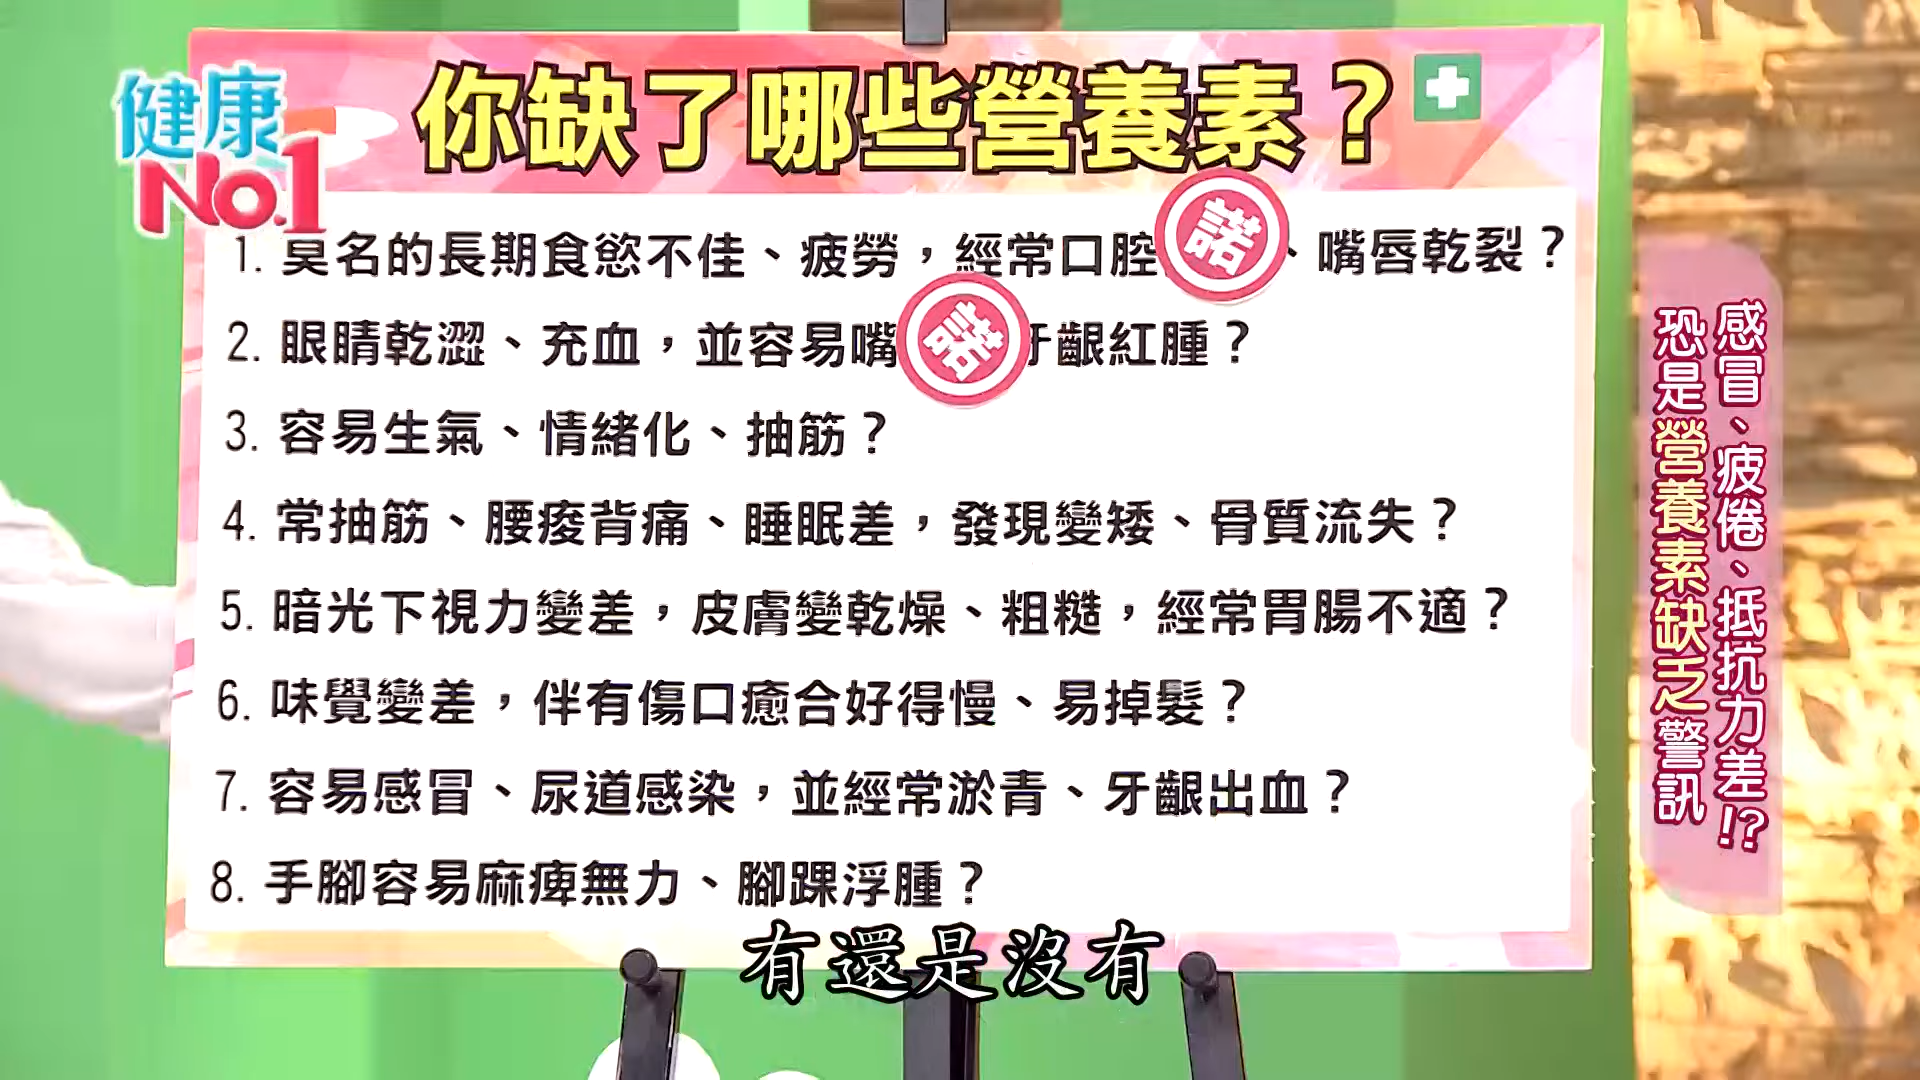 健康
No.1
你缺了哪些營養素？
1. 莫名的長期食慾不佳、疲勞，經常口腔、嘴唇乾裂？
諾
2. 眼睛乾澀、充血，並容易嘴牙齦紅腫？
諾
3. 容易生氣、情緒化、抽筋？
4. 常抽筋、腰痠背痛、睡眠差，發現變矮、骨質流失？
5. 暗光下視力變差，皮膚變乾燥、粗糙，經常胃腸不適？
6. 味覺變差，伴有傷口癒合好得慢、易掉髮？
7. 容易感冒、尿道感染，並經常淤青、牙齦出血？
8. 手腳容易麻痺無力、腳踝浮腫？
感冒、疲倦、抵抗力差!?
恐是營養素缺乏警訊
有還是沒有